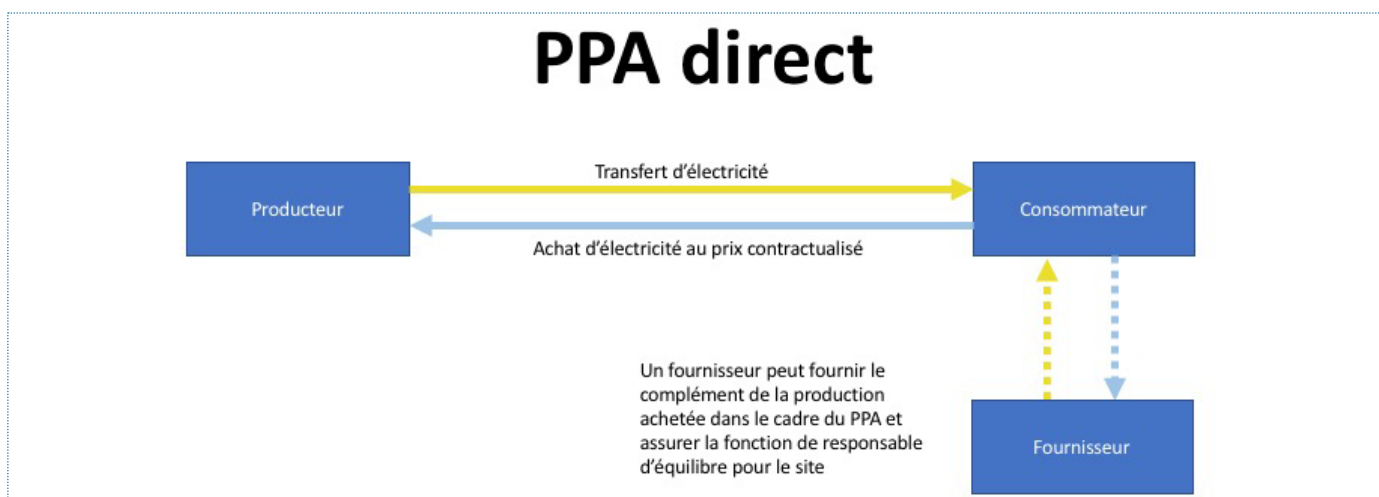 PPA direct
Transfert d’électricité
Producteur
Consommateur
Achat d’électricité au prix contractualisé
Un fournisseur peut fournir le
complément de la production
achetée dans le cadre du PPA et
assurer la fonction de responsable
d’équilibre pour le site
Fournisseur